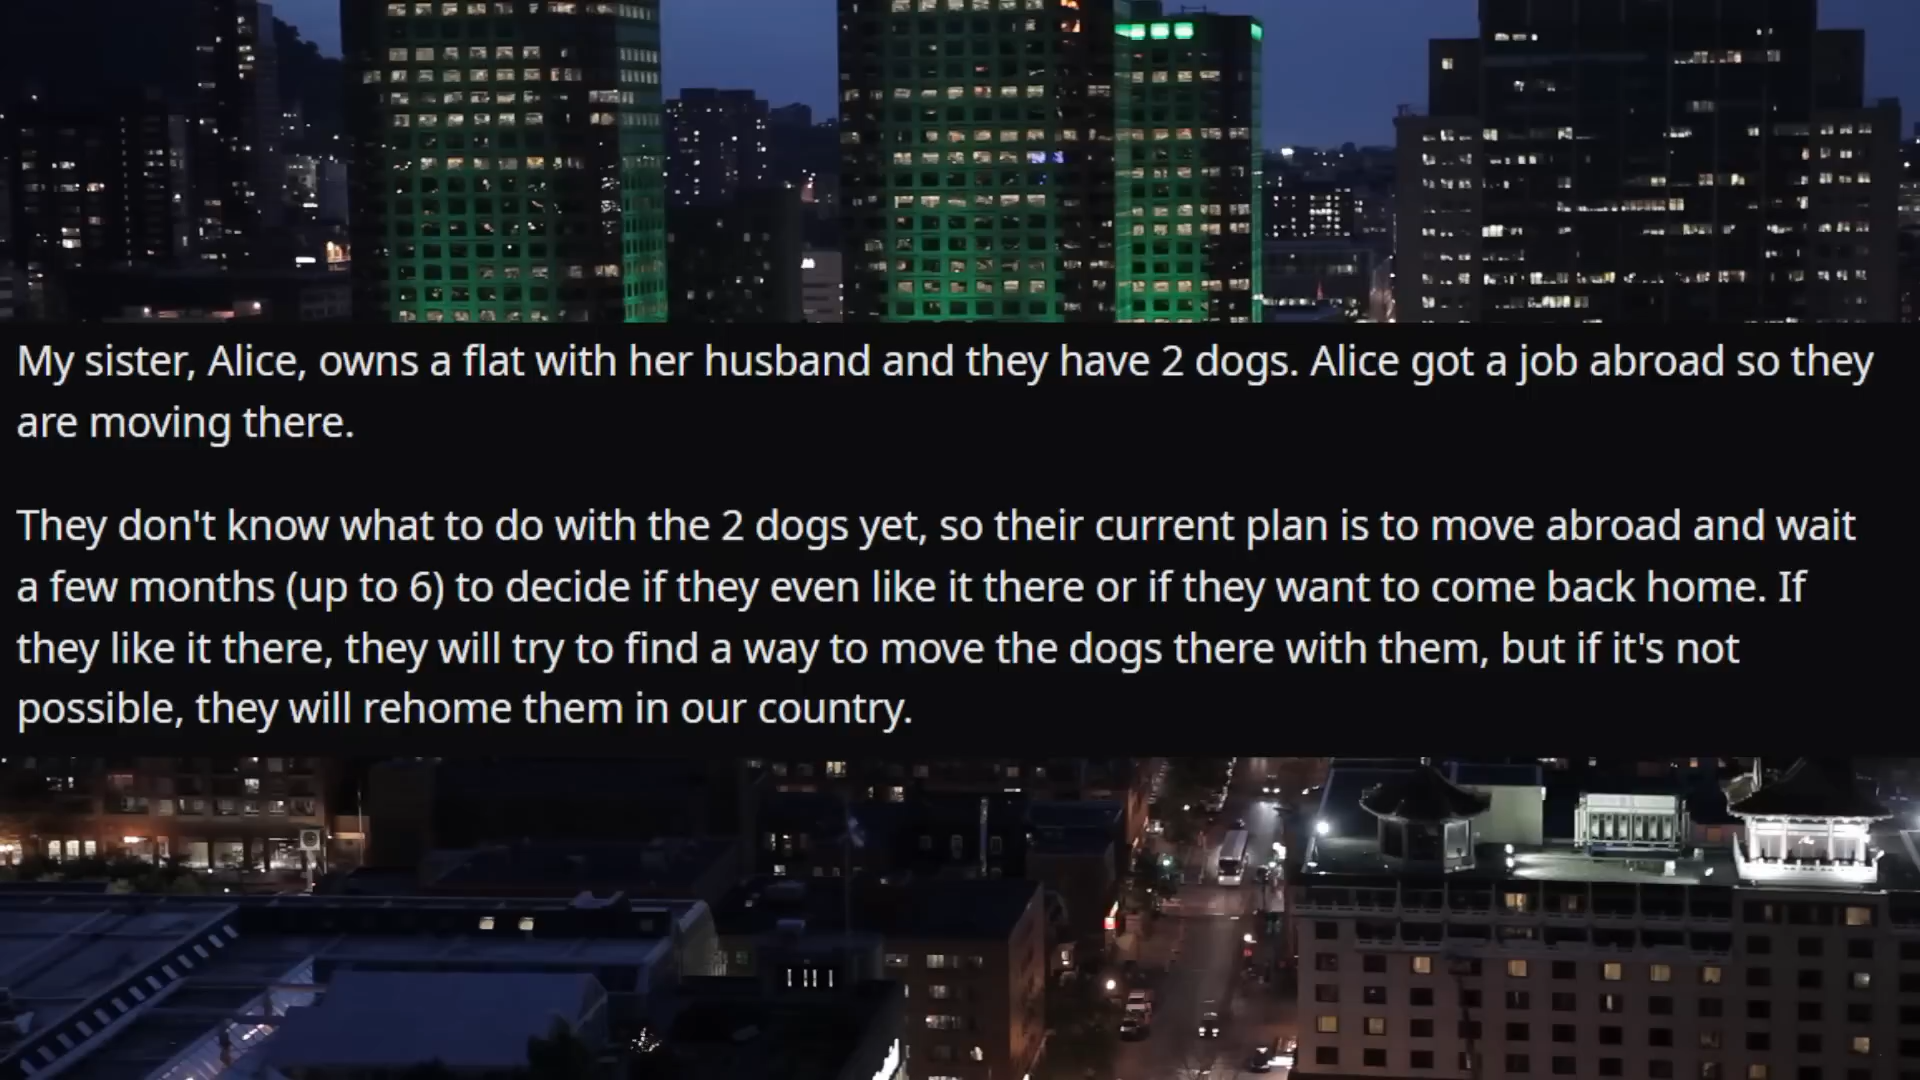 My sister, Alice, owns a flat with her husband and they have 2 dogs. Alice got a job abroad so they
are moving there.
They don't know what to do with the 2 dogs yet, so their current plan is to move abroad and wait
a few months (up to 6) to decide if they even like it there or if they want to come back home. If
they like it there, they will try to find a way to move the dogs there with them, but if it's not
possible, they will rehome them in our country.